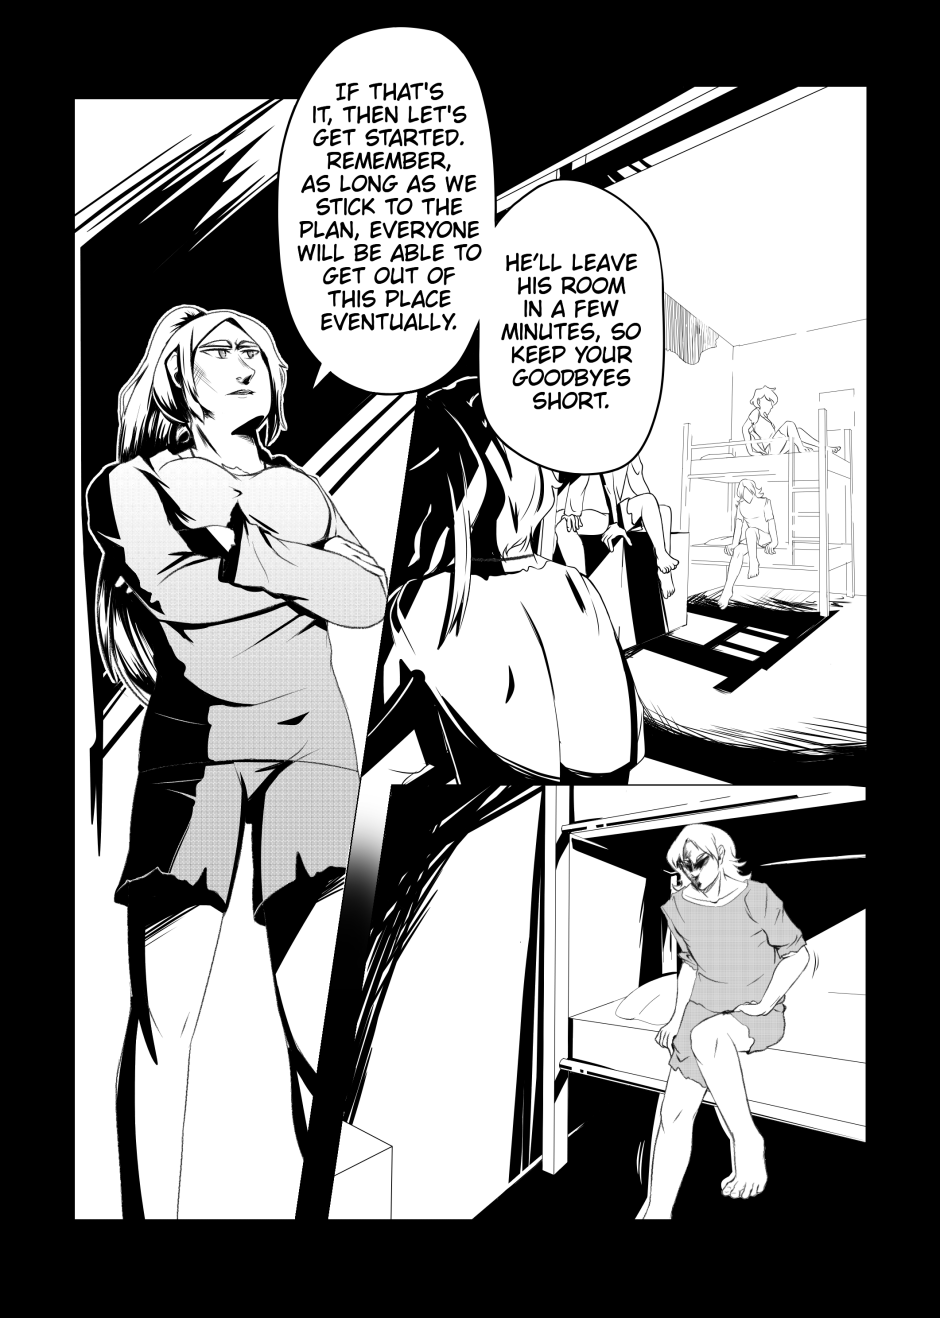 IF THAT'S
IT, THEN LET'S
GET STARTED.
REMEMBER,
AS LONG AS WE
STICK TO THE
PLAN, EVERYONE
WILL BE ABLE TO
GET OUT OF
THIS PLACE
EVENTUALLY.
HE'LL LEAVE
HIS ROOM
IN A FEW
MINUTES, SO
KEEP YOUR
GOODBYES
SHORT.